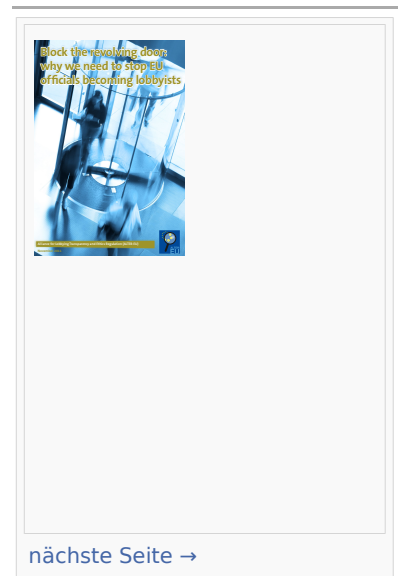 Block the revolving door:
why we need to stop EU
officials becoming lobbyists
nächste Seite →